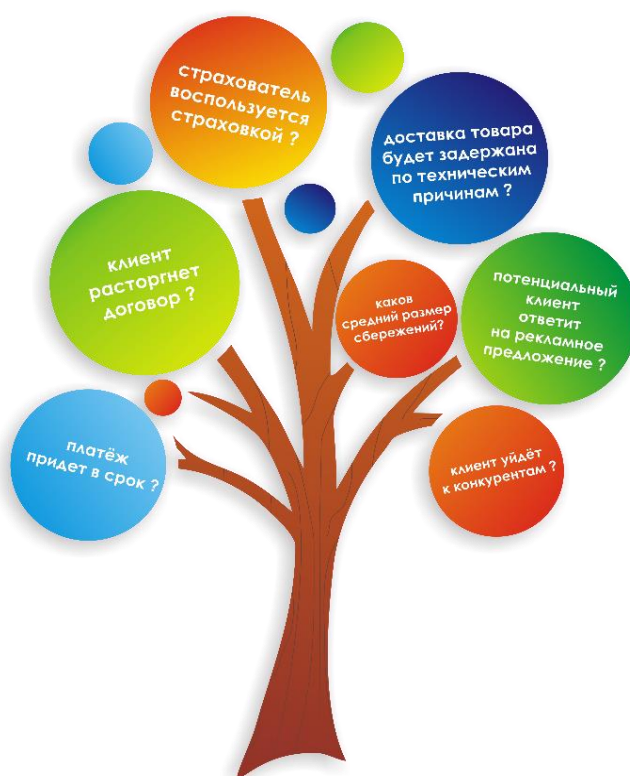 страхователь
воспользуется
страховкой ?
доставка товара
будет задержана
по техническим
причинам ?
клиент
расторгнет
договор ?
каков
средний размер
сбережений?
потенциальный
клиент
ответит
на рекламное
предложение ?
платёж
придет в срок ?
клиент уйдёт
к конкурентам ?